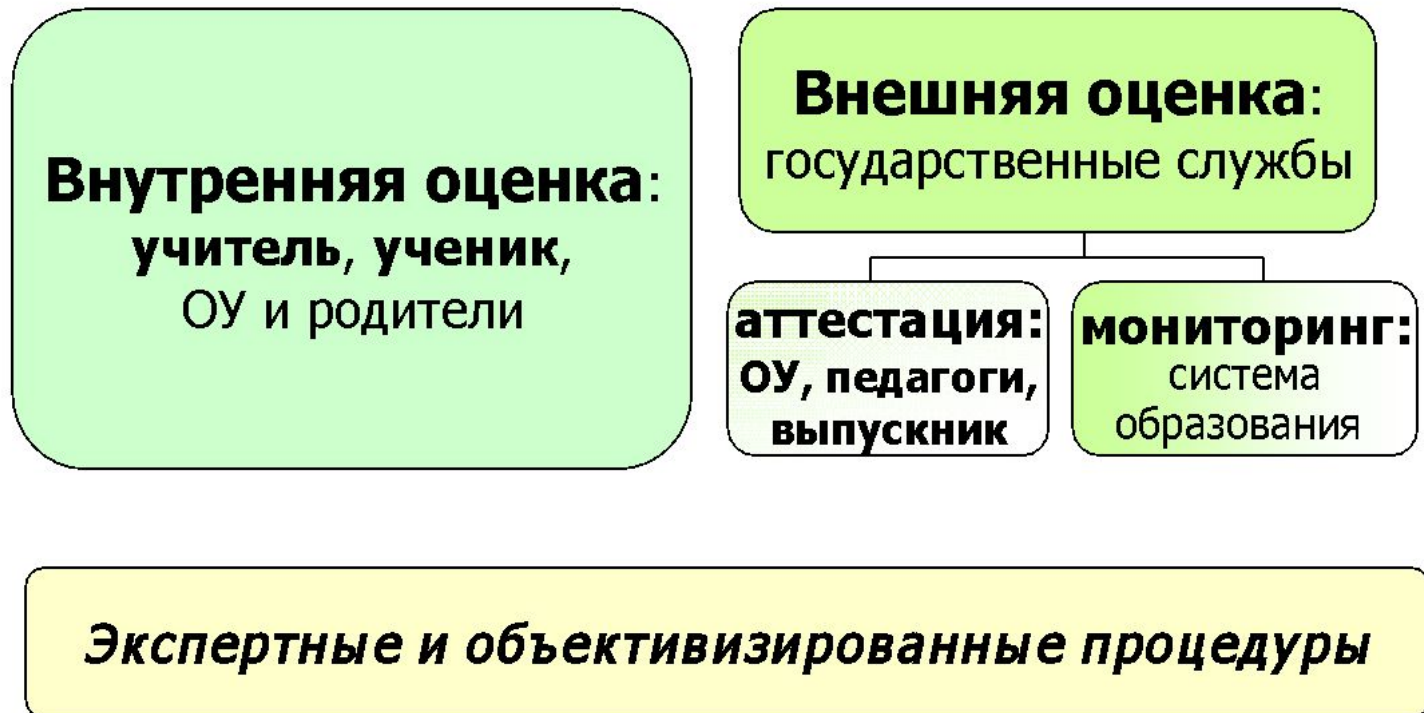 Внутренняя оценка:
учитель, ученик,
ОУ и родители
Внешняя оценка:
государственные службы
аттестация:
ОУ, педагоги,
выпускник
мониторинг:
система
образования
Экспертные и объективизированные процедуры